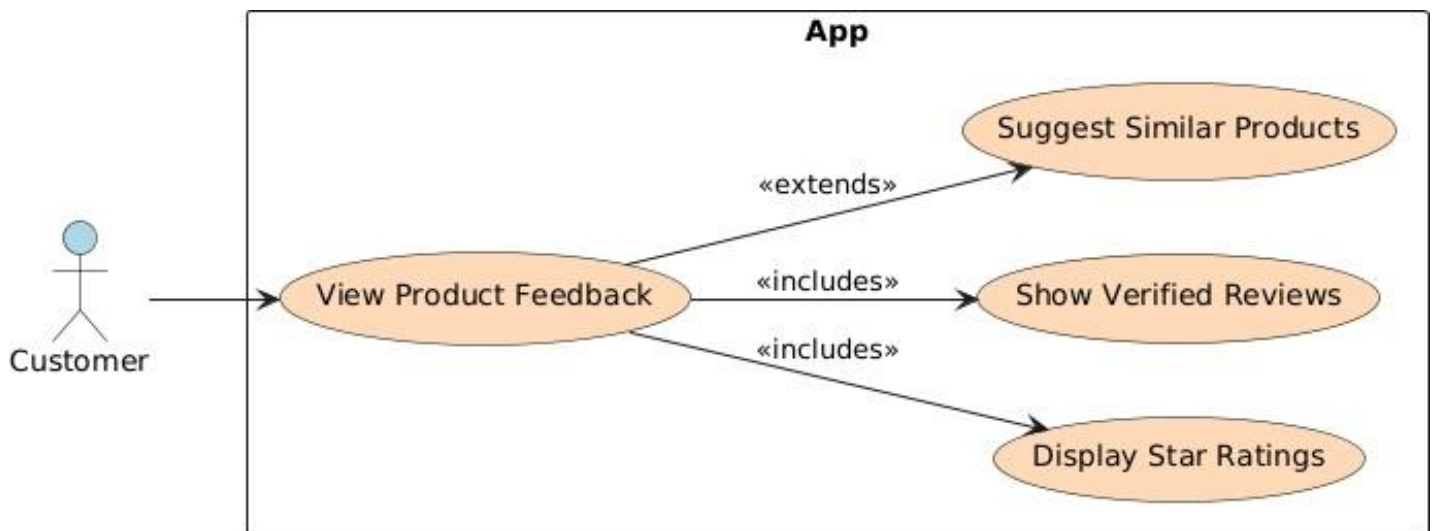 App
Suggest Similar Products
«extends»
Customer
View Product Feedback
«includes»
Show Verified Reviews
«includes»
Display Star Ratings